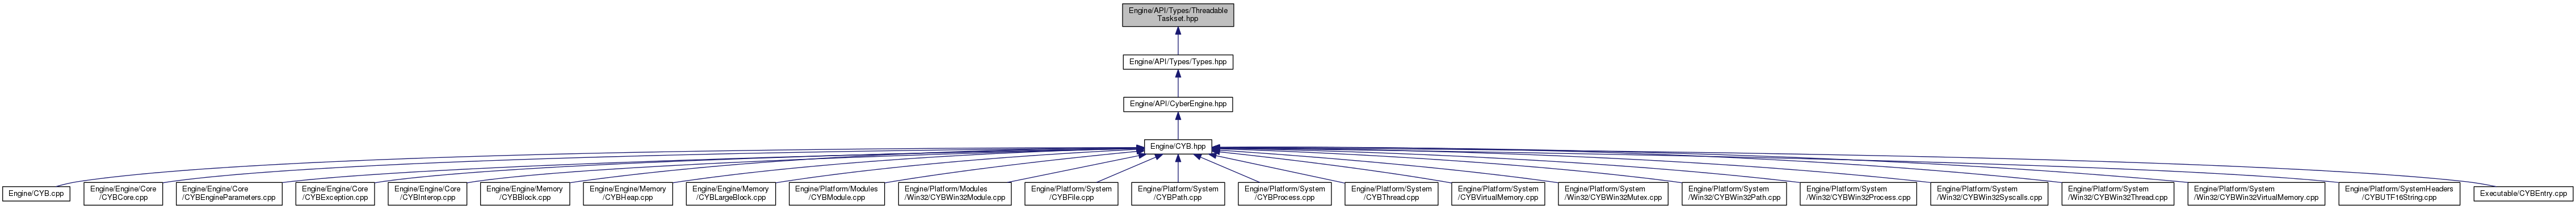 Engine/API/Types/Threadable
Taskset.hpp
Engine/API/Types/Types.hpp
Engine/API/CyberEngine.hpp
Engine/CYB.hpp
Engine/CYB.cpp
Engine/Engine/Core
/CYBCore.cpp
Engine/Engine/Core
/CYBEngineParameters.cpp
Engine/Engine/Core
/CYBException.cpp
Engine/Engine/Core
/CYBInterop.cpp
Engine/Engine/Memory
/CYBBlock.cpp
Engine/Engine/Memory
/CYBHeap.cpp
Engine/Engine/Memory
/CYBLargeBlock.cpp
Engine/Platform/Modules
/CYBModule.cpp
Engine/Platform/Modules
/Win32/CYBWin32Module.cpp
Engine/Platform/System
/CYBFile.cpp
Engine/Platform/System
/CYBPath.cpp
Engine/Platform/System
/CYBProcess.cpp
Engine/Platform/System
/CYBThread.cpp
Engine/Platform/System
/CYBVirtualMemory.cpp
Engine/Platform/System
/Win32/CYBWin32Mutex.cpp
Engine/Platform/System
/Win32/CYBWin32Path.cpp
Engine/Platform/System
/Win32/CYBWin32Process.cpp
Engine/Platform/System
/Win32/CYBWin32Syscalls.cpp
Engine/Platform/System
/Win32/CYBWin32Thread.cpp
Engine/Platform/System
/Win32/CYBWin32VirtualMemory.cpp
Engine/Platform/SystemHeaders
/CYBUTF16String.cpp
Executable/CYBEntry.cpp